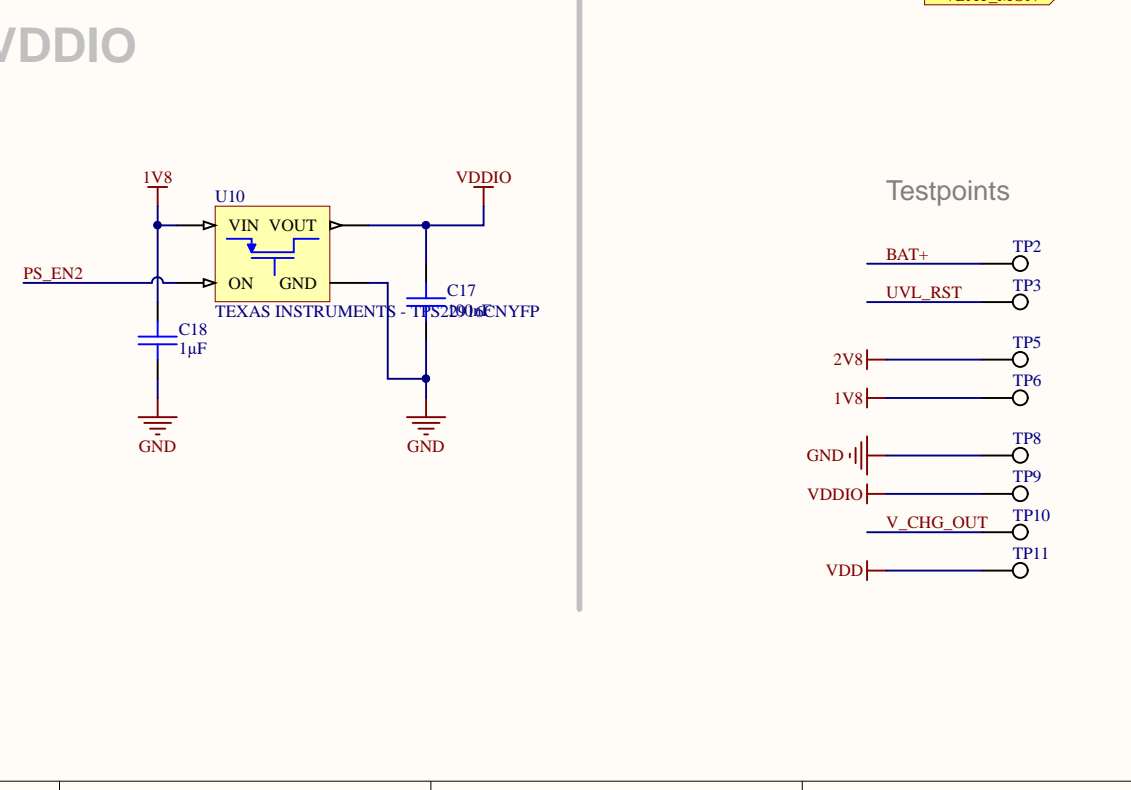 VDDIO
1V8
VDDIO
U10
VIN VOUT
PS_EN2
ON GND
C17
TEXAS INSTRUMENTS -
C18
1µF
GND
GND
Testpoints
BAT+ TP2
UVL_RST TP3
2V8 TP5
1V8 TP6
GND TP8
VDDIO TP9
V_CHG_OUT TP10
VDD TP11